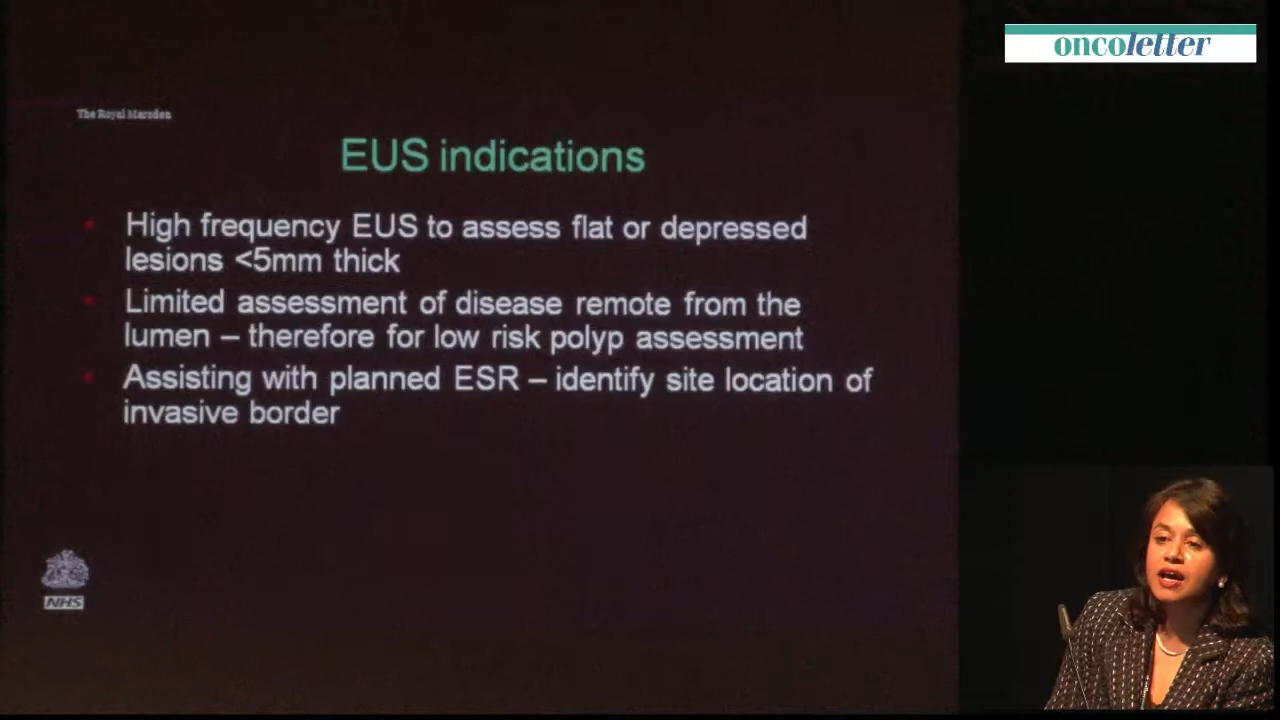 oncoletter
The Royal Marsden
EUS indications
High frequency EUS to assess flat or depressed
lesions <5mm thick
Limited assessment of disease remote from the
lumen – therefore for low risk polyp assessment
Assisting with planned ESR – identify site location of
invasive border
NHS